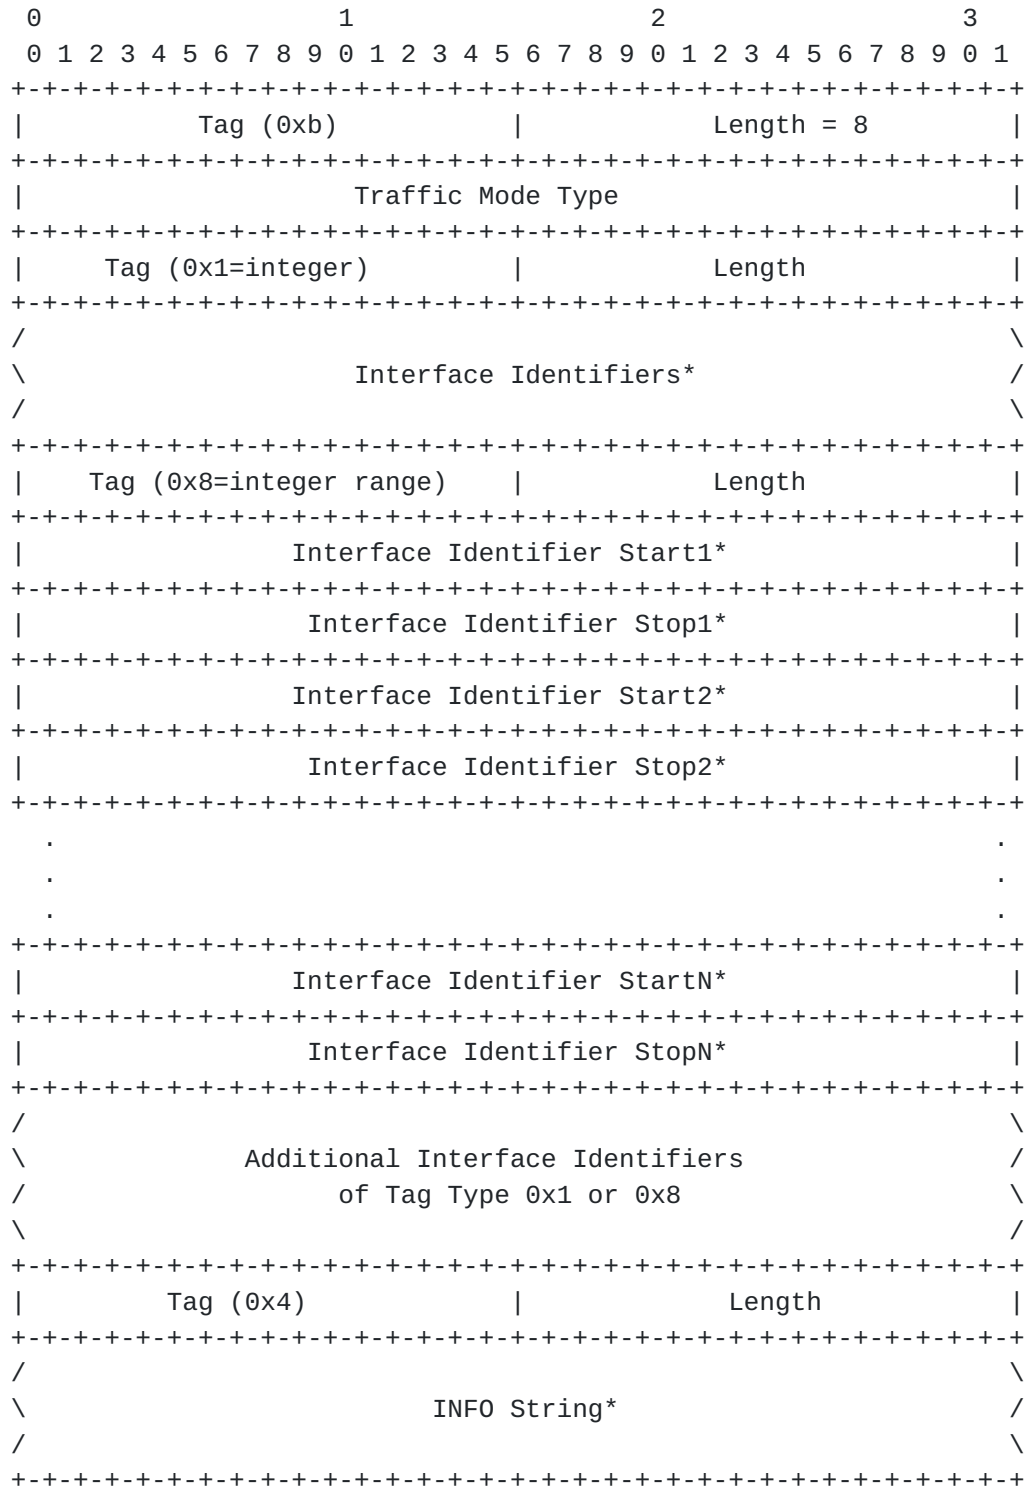 0                   1                   2                   3
 0 1 2 3 4 5 6 7 8 9 0 1 2 3 4 5 6 7 8 9 0 1 2 3 4 5 6 7 8 9 0 1
+-+-+-+-+-+-+-+-+-+-+-+-+-+-+-+-+-+-+-+-+-+-+-+-+-+-+-+-+-+-+-+-+
|           Tag (0xb)           |            Length = 8         |
+-+-+-+-+-+-+-+-+-+-+-+-+-+-+-+-+-+-+-+-+-+-+-+-+-+-+-+-+-+-+-+-+
|                     Traffic Mode Type                         |
+-+-+-+-+-+-+-+-+-+-+-+-+-+-+-+-+-+-+-+-+-+-+-+-+-+-+-+-+-+-+-+-+
|     Tag (0x1=integer)         |            Length             |
+-+-+-+-+-+-+-+-+-+-+-+-+-+-+-+-+-+-+-+-+-+-+-+-+-+-+-+-+-+-+-+-+
/                                                               \
\                     Interface Identifiers*                    /
/                                                               \
+-+-+-+-+-+-+-+-+-+-+-+-+-+-+-+-+-+-+-+-+-+-+-+-+-+-+-+-+-+-+-+-+
|    Tag (0x8=integer range)    |            Length             |
+-+-+-+-+-+-+-+-+-+-+-+-+-+-+-+-+-+-+-+-+-+-+-+-+-+-+-+-+-+-+-+-+
|                 Interface Identifier Start1*                  |
+-+-+-+-+-+-+-+-+-+-+-+-+-+-+-+-+-+-+-+-+-+-+-+-+-+-+-+-+-+-+-+-+
|                  Interface Identifier Stop1*                  |
+-+-+-+-+-+-+-+-+-+-+-+-+-+-+-+-+-+-+-+-+-+-+-+-+-+-+-+-+-+-+-+-+
|                 Interface Identifier Start2*                  |
+-+-+-+-+-+-+-+-+-+-+-+-+-+-+-+-+-+-+-+-+-+-+-+-+-+-+-+-+-+-+-+-+
|                  Interface Identifier Stop2*                  |
+-+-+-+-+-+-+-+-+-+-+-+-+-+-+-+-+-+-+-+-+-+-+-+-+-+-+-+-+-+-+-+-+
  .                                                            .
  .                                                            .
  .                                                            .
+-+-+-+-+-+-+-+-+-+-+-+-+-+-+-+-+-+-+-+-+-+-+-+-+-+-+-+-+-+-+-+-+
|                 Interface Identifier StartN*                  |
+-+-+-+-+-+-+-+-+-+-+-+-+-+-+-+-+-+-+-+-+-+-+-+-+-+-+-+-+-+-+-+-+
|                  Interface Identifier StopN*                  |
+-+-+-+-+-+-+-+-+-+-+-+-+-+-+-+-+-+-+-+-+-+-+-+-+-+-+-+-+-+-+-+-+
/                                                               \
\              Additional Interface Identifiers                 /
/                    of Tag Type 0x1 or 0x8                     \
\                                                               /
+-+-+-+-+-+-+-+-+-+-+-+-+-+-+-+-+-+-+-+-+-+-+-+-+-+-+-+-+-+-+-+-+
|         Tag (0x4)             |             Length            |
+-+-+-+-+-+-+-+-+-+-+-+-+-+-+-+-+-+-+-+-+-+-+-+-+-+-+-+-+-+-+-+-+
/                                                               \
\                          INFO String*                         /
/                                                               \
+-+-+-+-+-+-+-+-+-+-+-+-+-+-+-+-+-+-+-+-+-+-+-+-+-+-+-+-+-+-+-+-+